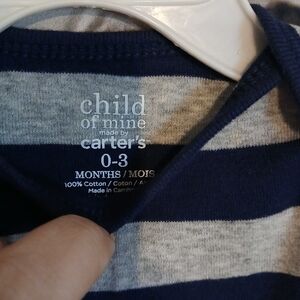 child
of mine
made by
carter's
0-3
MONTHS / MOIS
100% Cotton / Coton /
Made in